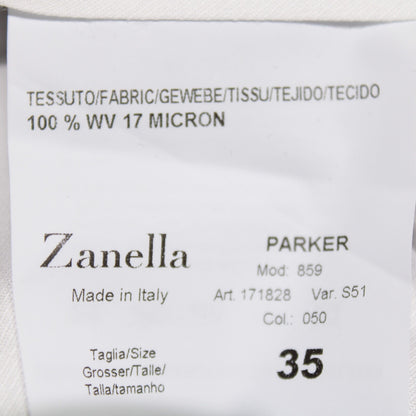 TESSUTO/FABRIC/GEWEBE/TISSU/TEJIDO/TECIDO
100 % WV 17 MICRON
Zanella PARKER
Mod: 859
Made in Italy Art. 171828 Var. S51
Col.: 050
Taglia/Size
Grosser/Talle/ 35
Talla/tamanho